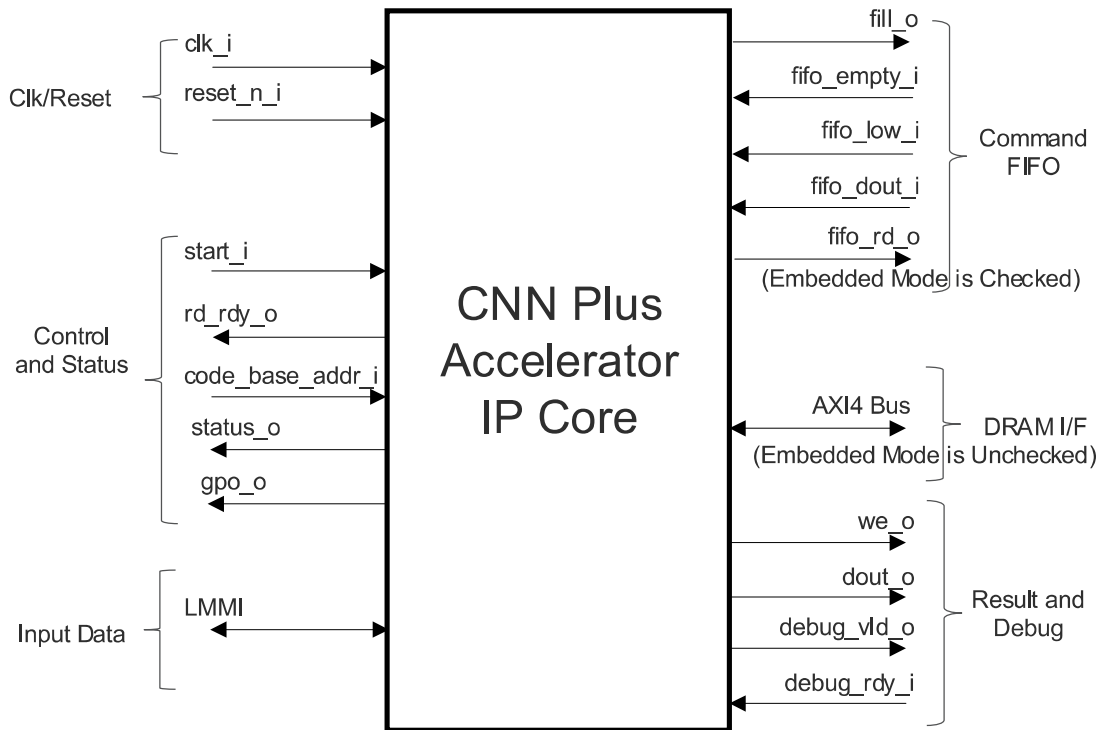 Clk/Reset
clk_i
reset_n_i
Control
and Status
start_i
rd_rdy_o
code_base_addr_i
status_o
gpo_o
Input Data
LMMI
CNN Plus
Accelerator
IP Core
fill_o
fifo_empty_i
fifo_low_i
fifo_dout_i
fifo_rd_o
(Embedded Mode is Checked)
Command
FIFO
AXI4 Bus
(Embedded Mode is Unchecked)
DRAM I/F
we_o
dout_o
debug_vld_o
debug_rdy_i
Result and
Debug